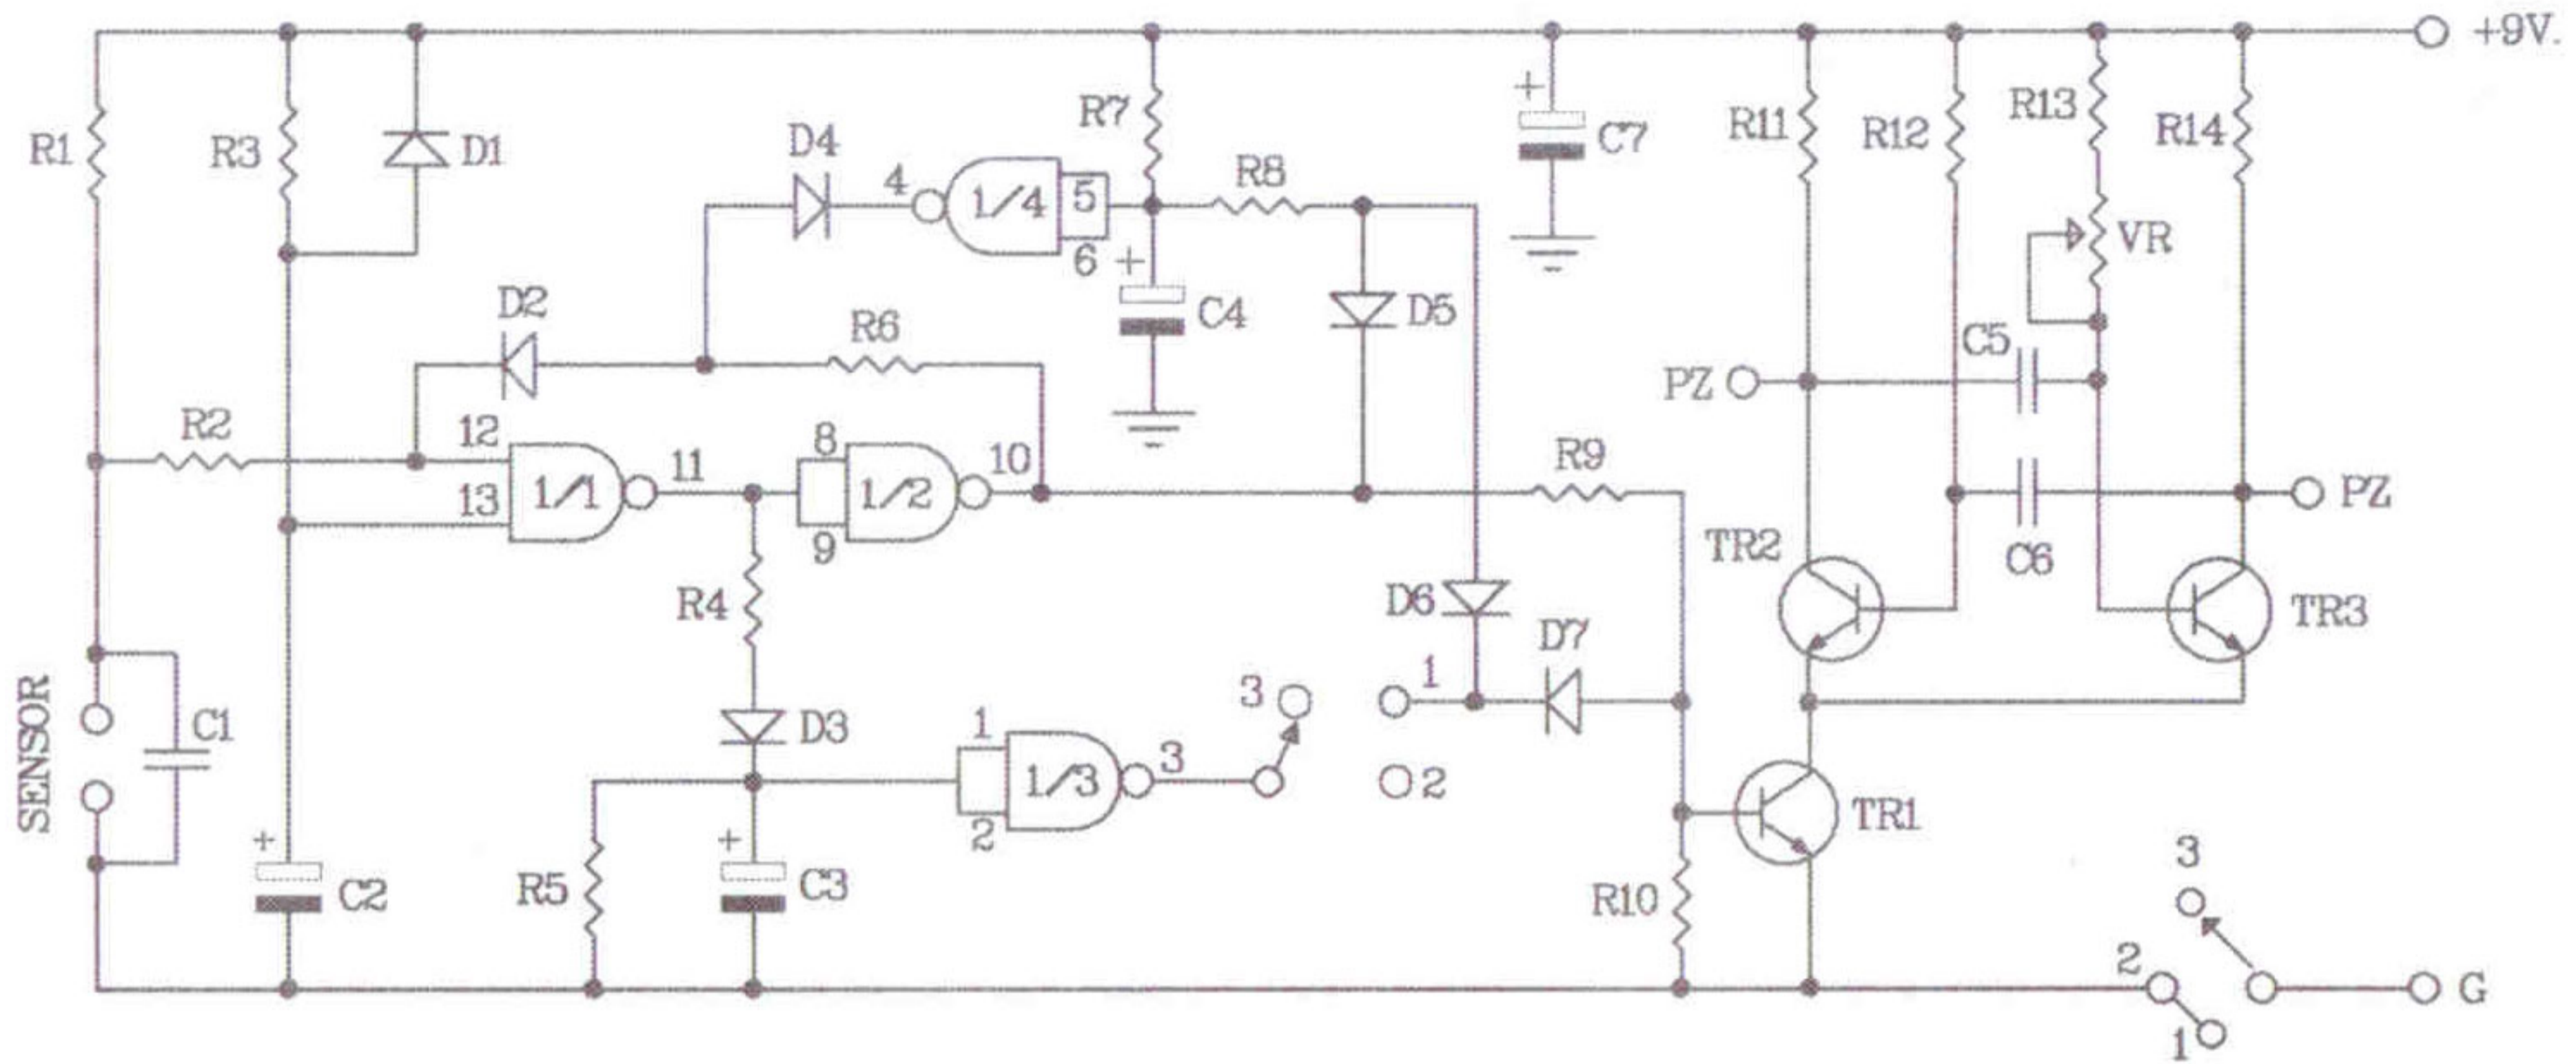 +9V.
R1
R3
D1
D4
4
1/4
5
6
R7
R8
+
C7
R11
R12
R13
R14
VR
D2
R6
+
C4
D5
C5
PZ
R2
12
13
1/1
11
8
9
1/2
10
R9
C6
PZ
TR2
TR3
R4
D6
D7
SENSOR
C1
D3
1
2
1/3
3
3
1
2
TR1
+
C2
R5
+
C3
R10
3
2
1
G